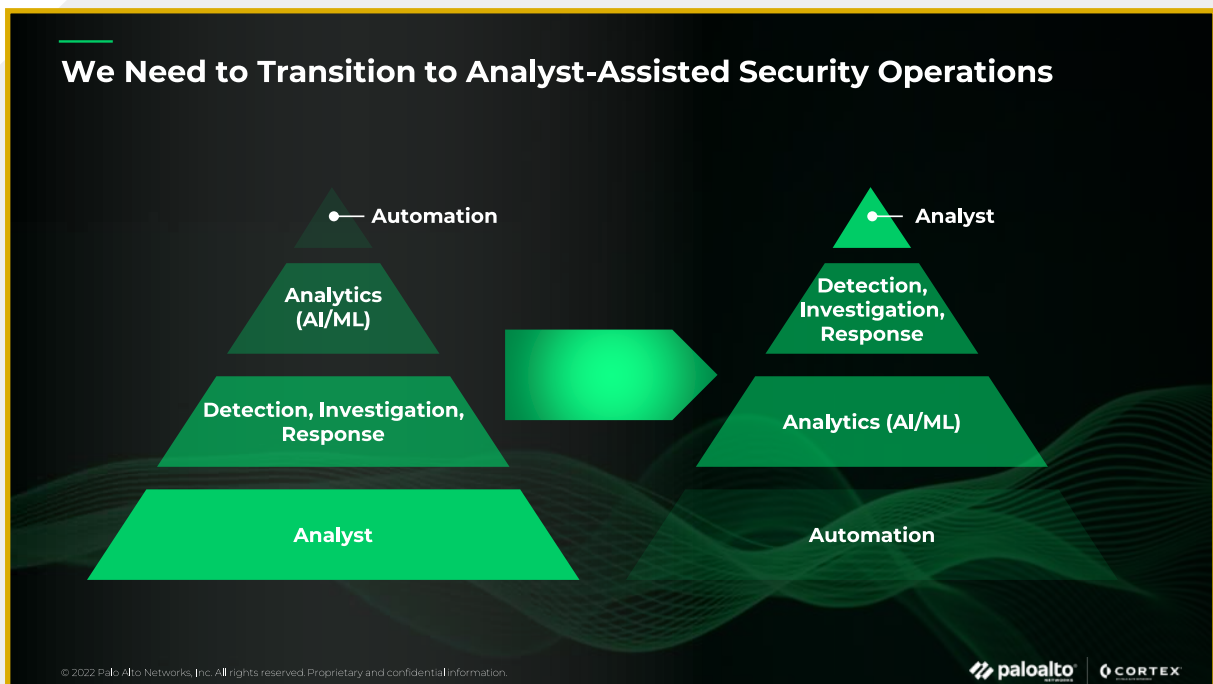 We Need to Transition to Analyst-Assisted Security Operations
Automation
Analytics
(AI/ML)
Detection, Investigation,
Response
Analyst
Analyst
Detection,
Investigation,
Response
Analytics (AI/ML)
Automation
© 2022 Palo Alto Networks, Inc. All rights reserved. Proprietary and confidential information.
paloalto
NETWORKS
CORTEX